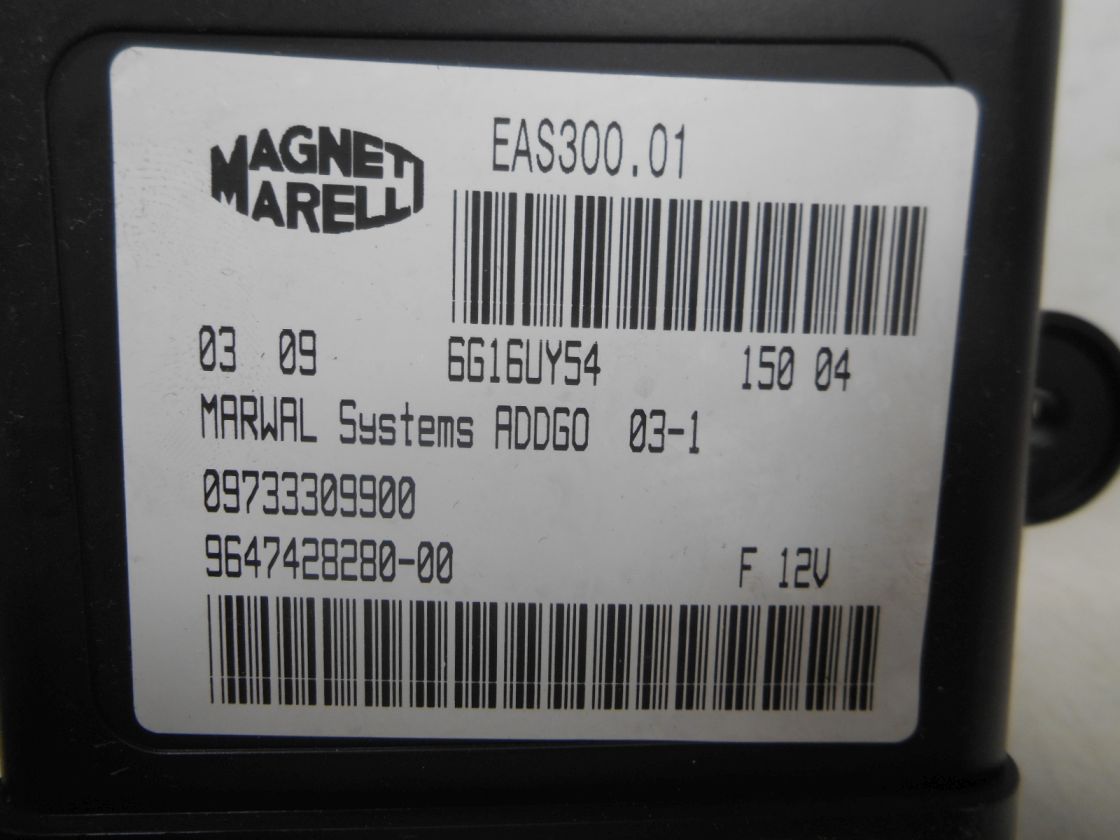 MAGNETI
MARELLI
EAS300.01
03 09 6G16UY54 150 04
MARWAL Systems ADDGO 03-1
09733309900
9647428280-00 F 12V